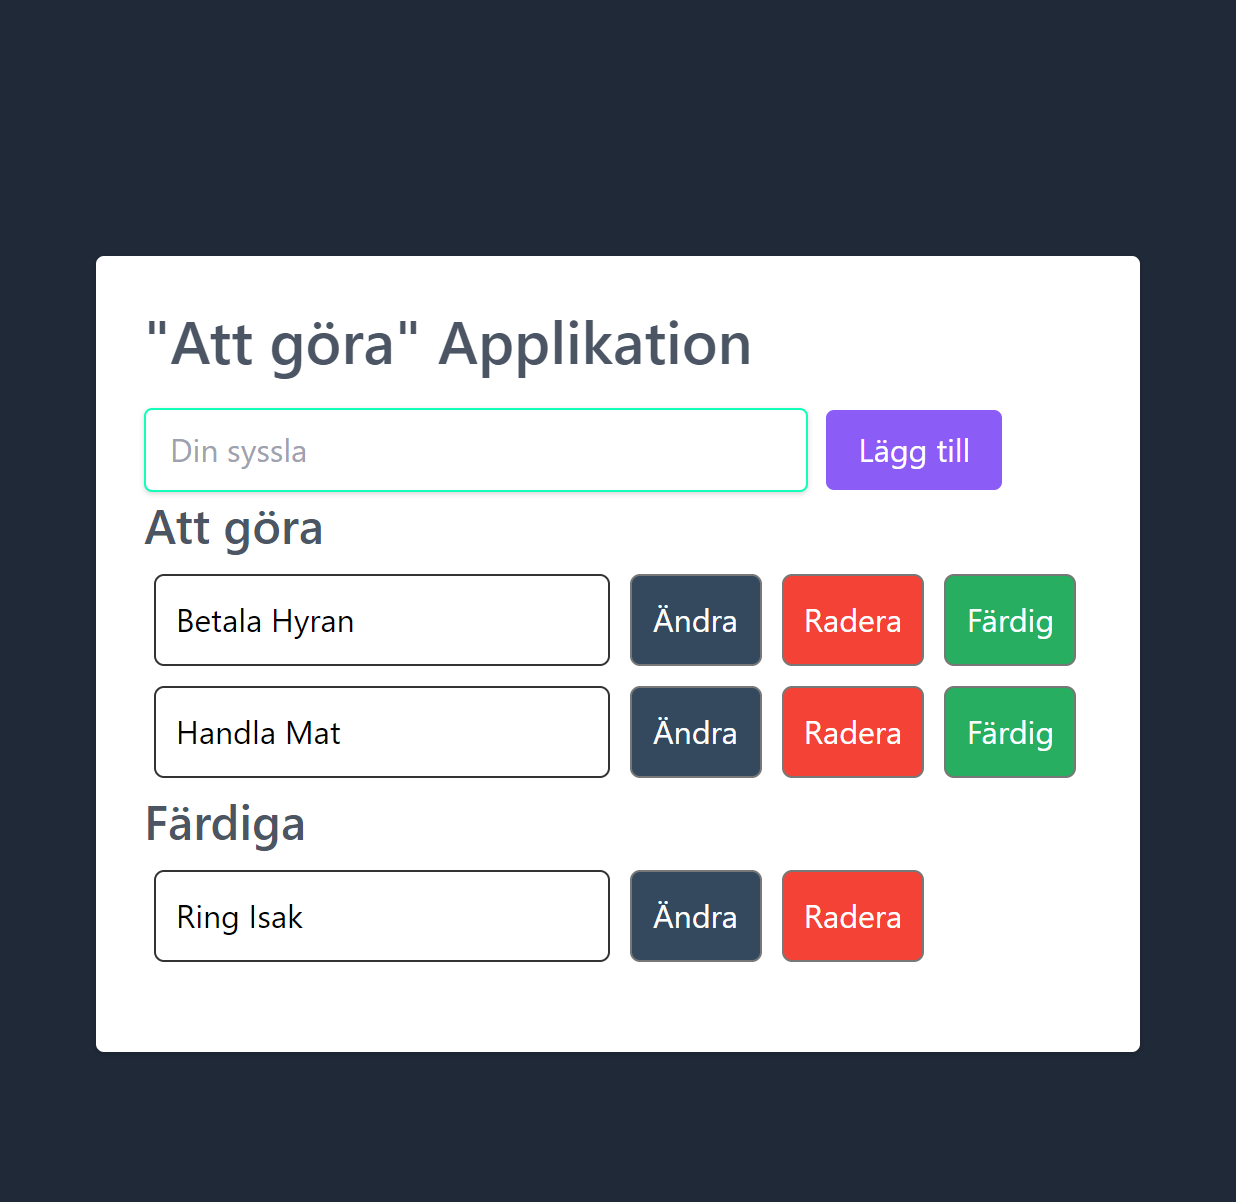 "Att göra" Applikation
Din syssla Lägg till
Att göra
Betala Hyran Ändra Radera Färdig
Handla Mat Ändra Radera Färdig
Färdiga
Ring Isak Ändra Radera